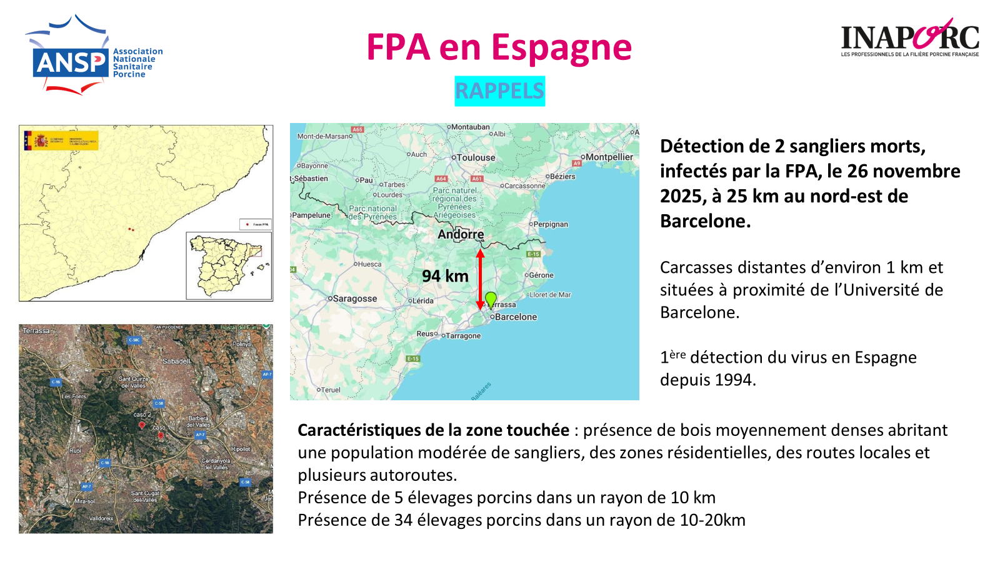 ANSP
Association
Nationale
Sanitaire
Porcine
FPA en Espagne
RAPPELS
INAPORC
LES PROFESSIONNELS DE LA FILIÈRE PORCINE FRANÇAISE
Focos PPA
Mont-de-Marsan
A65
Montauban
Albi
Auch
Toulouse
Montpellier
A9
Bayonne
t-Sébastien
Pau
Tarbes
A64
A61
Béziers
Carcassonne
Lourdes
Parc naturel
régional des
Pyrénées
Ariégeoises
Parc national
des Pyrénées
Pampelune
Perpignan
Andorre
E-15
Huesca
94 km
Gérone
Saragosse
Lérida
Lloret de Mar
Terrassa
Barcelone
Reus
Tarragone
E-15
Teruel
Baléares
Détection de 2 sangliers morts,
infectés par la FPA, le 26 novembre
2025, à 25 km au nord-est de
Barcelone.
Carcasses distantes d’environ 1 km et
situées à proximité de l’Université de
Barcelone.
1ère détection du virus en Espagne
depuis 1994.
Terrassa
CAN PUIGGENER
Hostal del Fum
C-58C
Polinyà
Sabadell
AP-7
Sant Quirze
del Vallès
C-16
Les Fonts
C-58
caso 2
caso 1
Barberà
del Vallès
AP-7
Rubí
Ripollet
C-16
Cerdanyola
del Vallès
C-58
AP-7
Sant Cugat
del Vallès
Mira-sol
Valldoreix
Caractéristiques de la zone touchée : présence de bois moyennement denses abritant
une population modérée de sangliers, des zones résidentielles, des routes locales et
plusieurs autoroutes.
Présence de 5 élevages porcins dans un rayon de 10 km
Présence de 34 élevages porcins dans un rayon de 10-20km